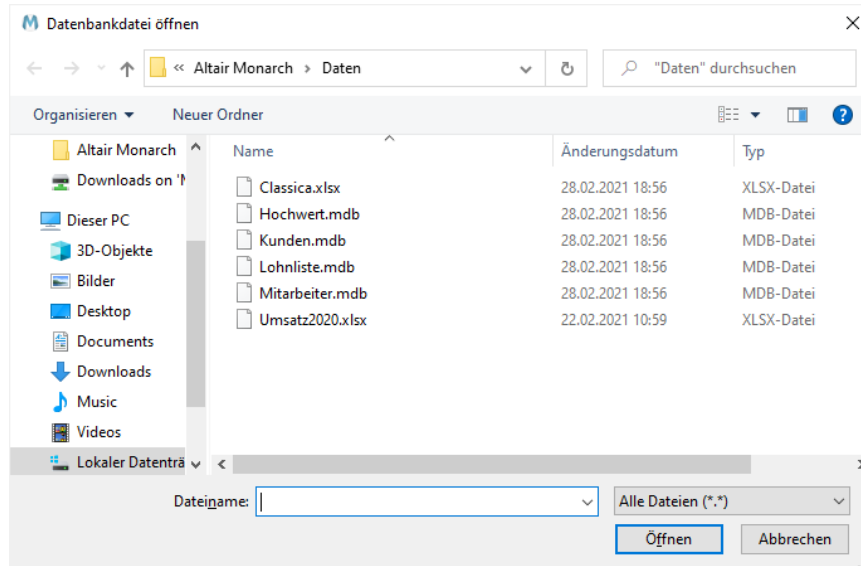 Datenbankdatei öffnen
« Altair Monarch › Daten
"Daten" durchsuchen
Organisieren
Neuer Ordner
Altair Monarch
Downloads on '
Dieser PC
3D-Objekte
Bilder
Desktop
Documents
Downloads
Music
Videos
Lokaler Datenträ
Name Änderungsdatum Typ
Classica.xlsx 28.02.2021 18:56 XLSX-Datei
Hochwert.mdb 28.02.2021 18:56 MDB-Datei
Kunden.mdb 28.02.2021 18:56 MDB-Datei
Lohnliste.mdb 28.02.2021 18:56 MDB-Datei
Mitarbeiter.mdb 28.02.2021 18:56 MDB-Datei
Umsatz2020.xlsx 22.02.2021 10:59 XLSX-Datei
Dateiname:
Alle Dateien (*.*)
Öffnen
Abbrechen